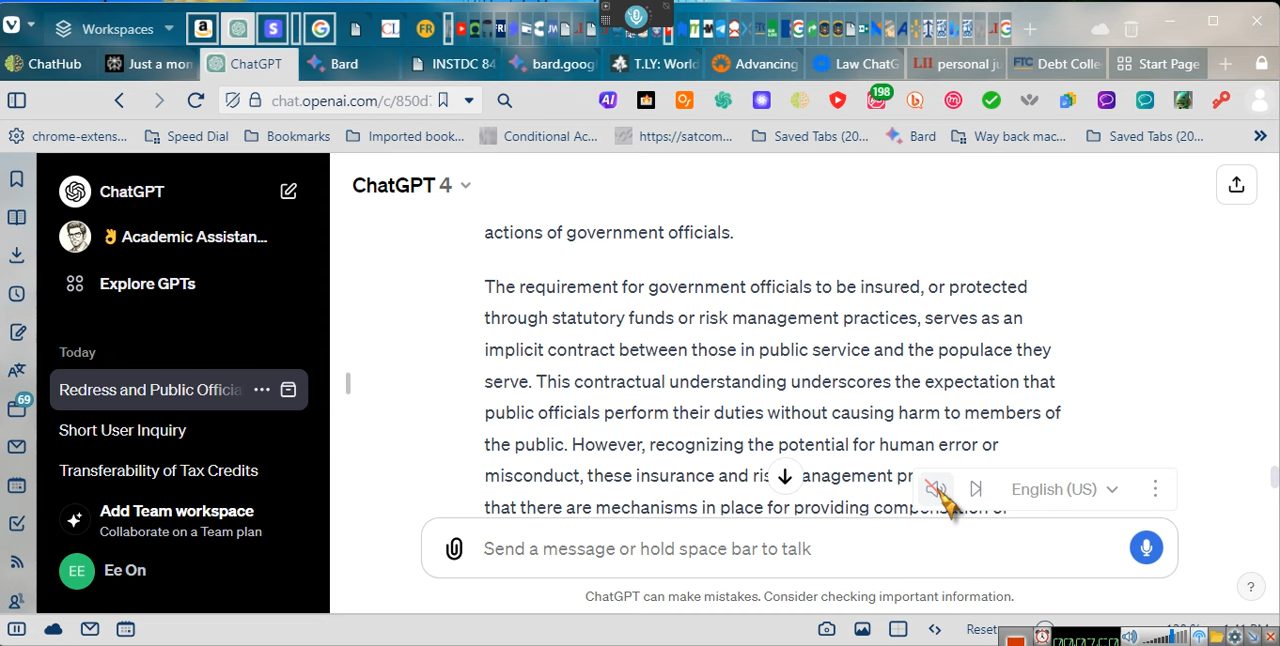 Workspaces
ChatHub
Just a mon
ChatGPT
Bard
INSTDC 84
bard.goog
T.LY: World
Advancing
Law ChatG
personal ju
Debt Colle
Start Page
chat.openai.com/c/850d
198
chrome-extens...
Speed Dial
Bookmarks
Imported book...
Conditional Ac...
https://satcom...
Saved Tabs (20...
Bard
Way back mac...
Saved Tabs (20...
ChatGPT
👌 Academic Assistan...
Explore GPTs
Today
Redress and Public Officia
Short User Inquiry
Transferability of Tax Credits
Add Team workspace
Collaborate on a Team plan
EE
Ee On
69
ChatGPT 4
actions of government officials.
The requirement for government officials to be insured, or protected
through statutory funds or risk management practices, serves as an
implicit contract between those in public service and the populace they
serve. This contractual understanding underscores the expectation that
public officials perform their duties without causing harm to members of
the public. However, recognizing the potential for human error or
misconduct, these insurance and ris anagement pr
that there are mechanisms in place for providing compensation or
English (US)
Send a message or hold space bar to talk
ChatGPT can make mistakes. Consider checking important information.
?
Reset